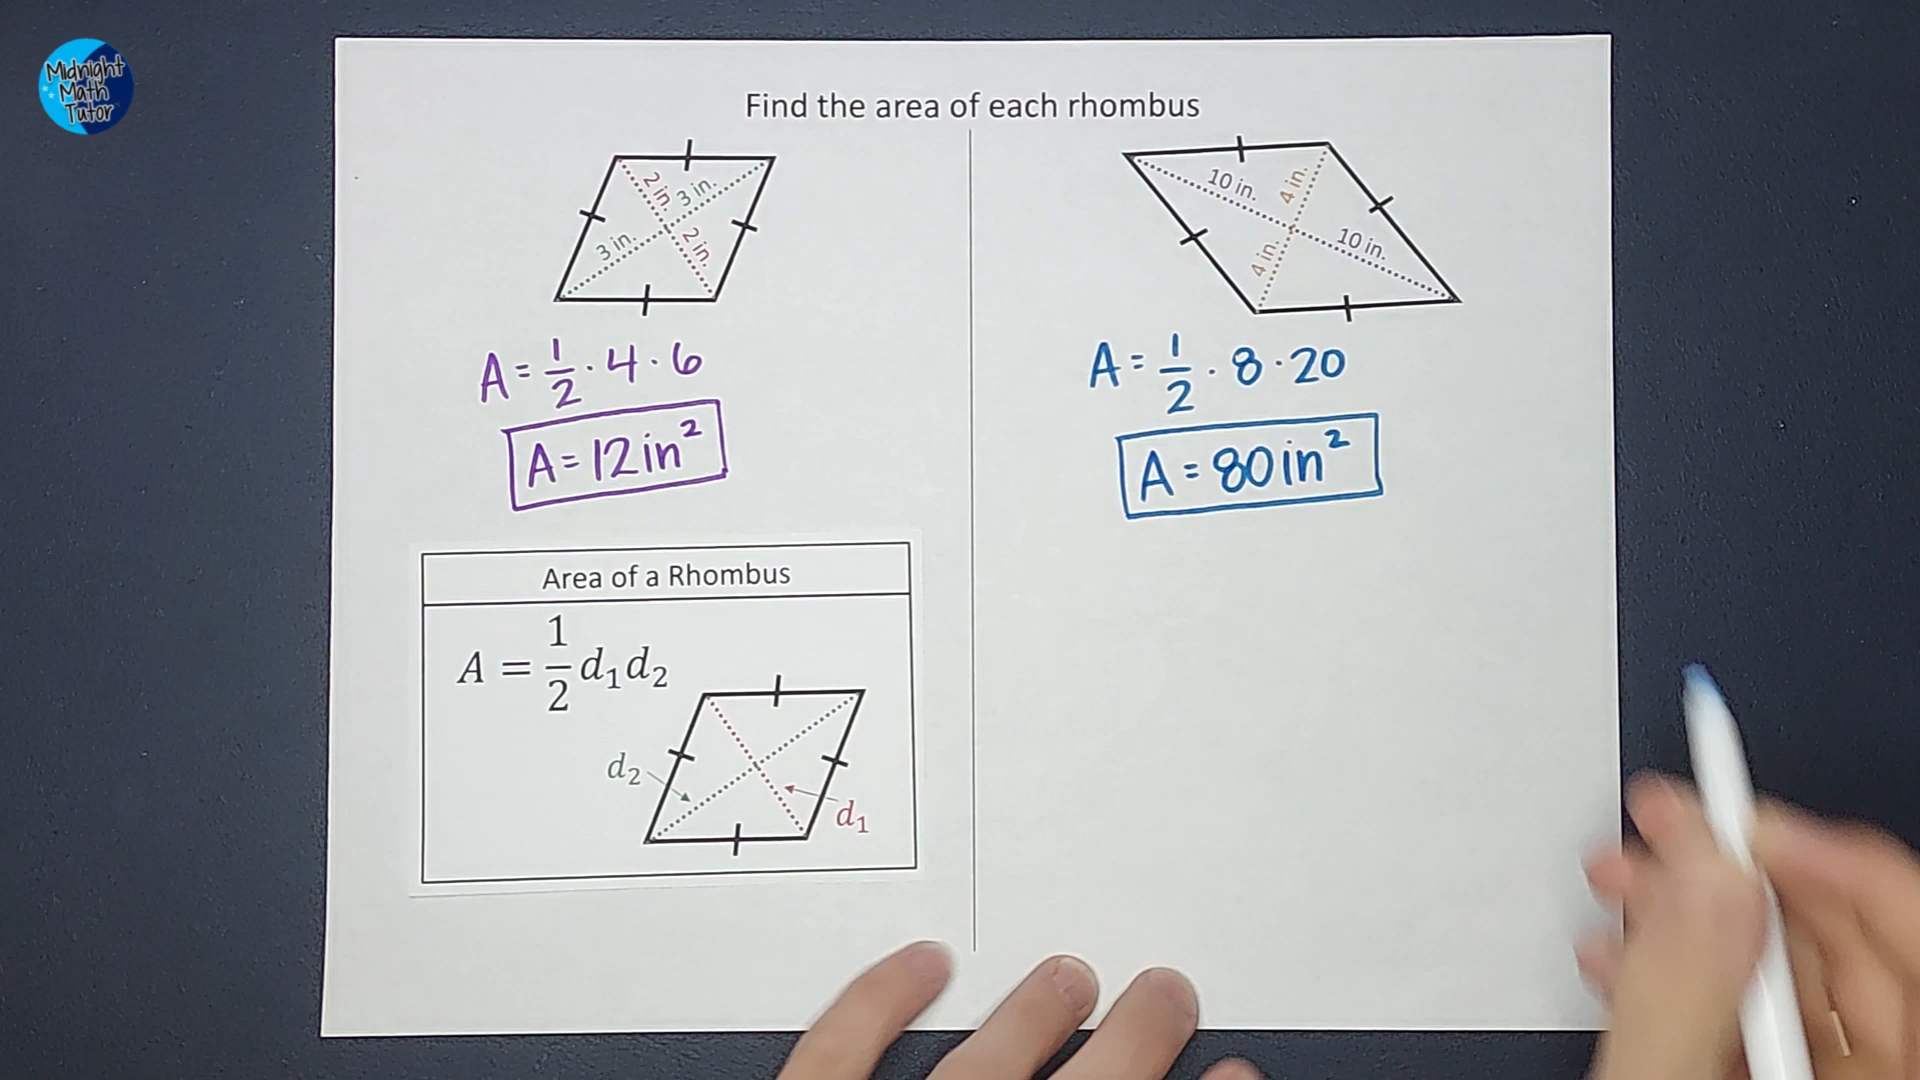 Midnight
Math
Tutor
Find the area of each rhombus
2 in.
3 in.
3 in.
2 in.
A = 1/2 · 4 · 6
A = 12 in²
10 in.
4 in.
4 in.
10 in.
A = 1/2 · 8 · 20
A = 80 in²
Area of a Rhombus
A = 1/2 d₁d₂
d₂
d₁